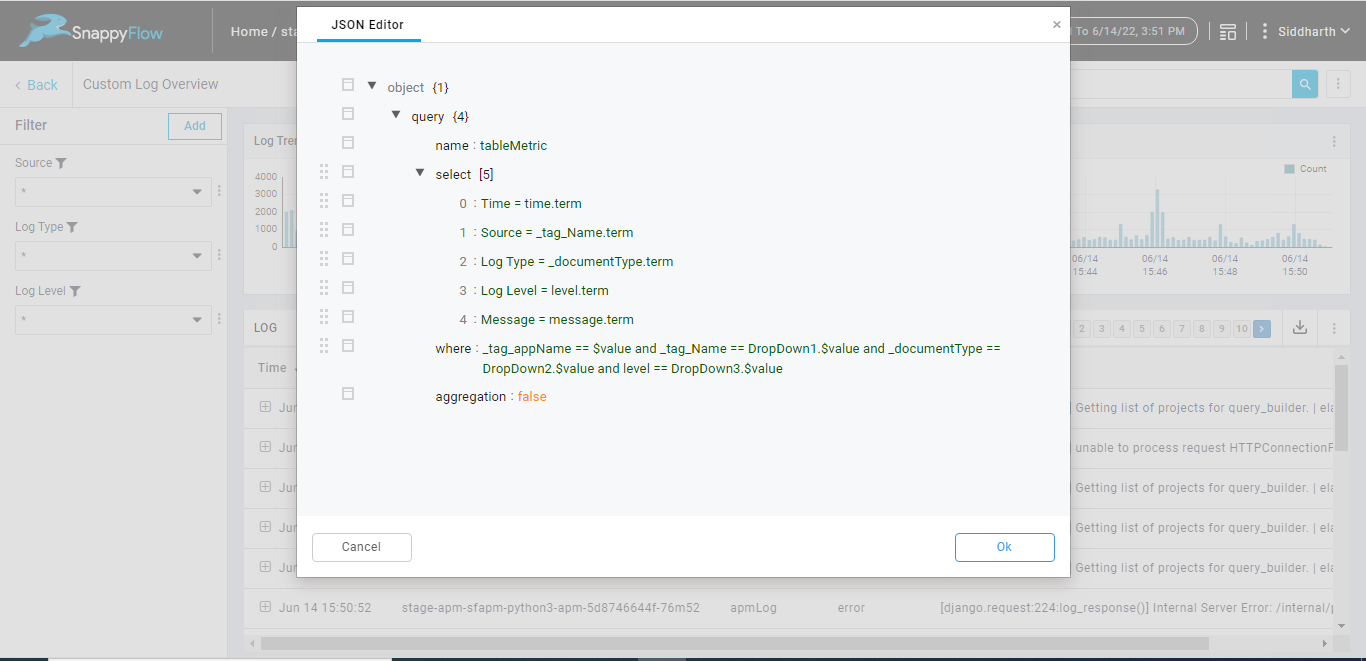 SnappyFlow
Home / sta
JSON Editor
×
To 6/14/22, 3:51 PM
Siddharth
Back
Custom Log Overview
Filter
Add
Source
*
Log Type
*
Log Level
*
object {1}
query {4}
name : tableMetric
select [5]
0 : Time = time.term
1 : Source = _tag_Name.term
2 : Log Type = _documentType.term
3 : Log Level = level.term
4 : Message = message.term
where : _tag_appName == $value and _tag_Name == DropDown1.$value and _documentType ==
DropDown2.$value and level == DropDown3.$value
aggregation : false
Cancel
Ok
Log Tre
4000
3000
2000
1000
0
Count
06/14 06/14 06/14 06/14
15:44 15:46 15:48 15:50
LOG
2 3 4 5 6 7 8 9 10 >
Time
Jun
Getting list of projects for query_builder. | ela
Jun
unable to process request HTTPConnectionP
Jun
Getting list of projects for query_builder. | ela
Jun
Getting list of projects for query_builder. | ela
Jun
Getting list of projects for query_builder. | ela
Jun 14 15:50:52 stage-apm-sfapm-python3-apm-5d8746644f-76m52 apmLog error [django.request:224:log_response()] Internal Server Error: /internal/p